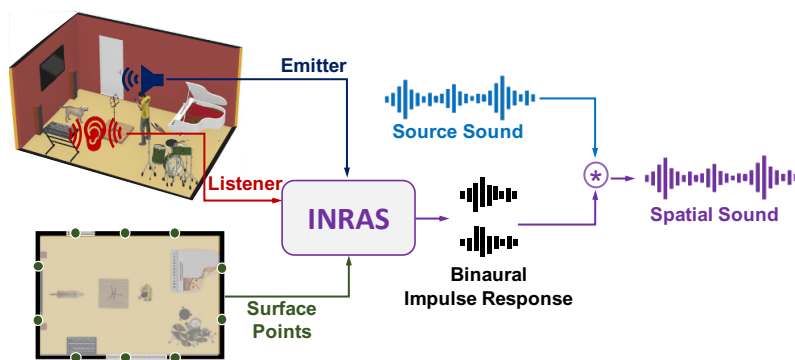 Emitter
Source Sound
Listener
INRAS
*
Spatial Sound
Binaural
Impulse Response
Surface
Points